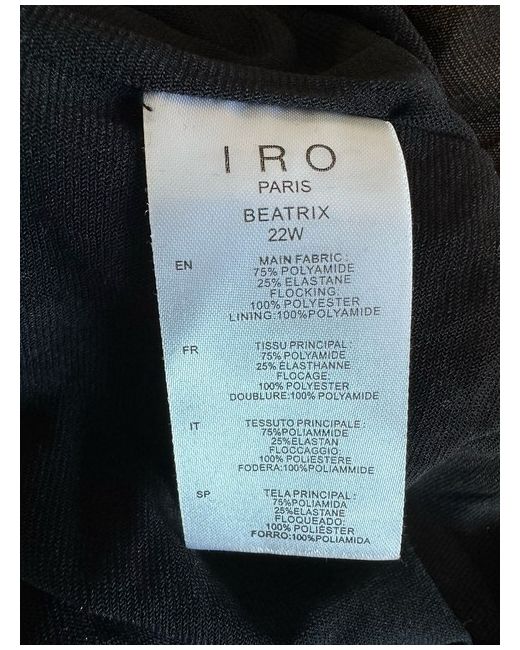 IRO
PARIS
BEATRIX
22W
EN MAIN FABRIC :
75% POLYAMIDE
25% ELASTANE
FLOCKING:
100% POLYESTER
LINING:100%POLYAMIDE
FR TISSU PRINCIPAL :
75% POLYAMIDE
25% ÉLASTHANNE
FLOCAGE:
100% POLYESTER
DOUBLURE: 100%POLYAMIDE
IT TESSUTO PRINCIPALE :
75%POLIAMMIDE
25%ELASTAN
FLOCCAGGIO:
100% POLIESTERE
FODERA:100%POLIAMMIDE
SP TELA PRINCIPAL :
75%POLIAMIDA
25%ELASTANE
FLOQUEADO:
100% POLIÉSTER
FORRO:100%POLIAMIDA